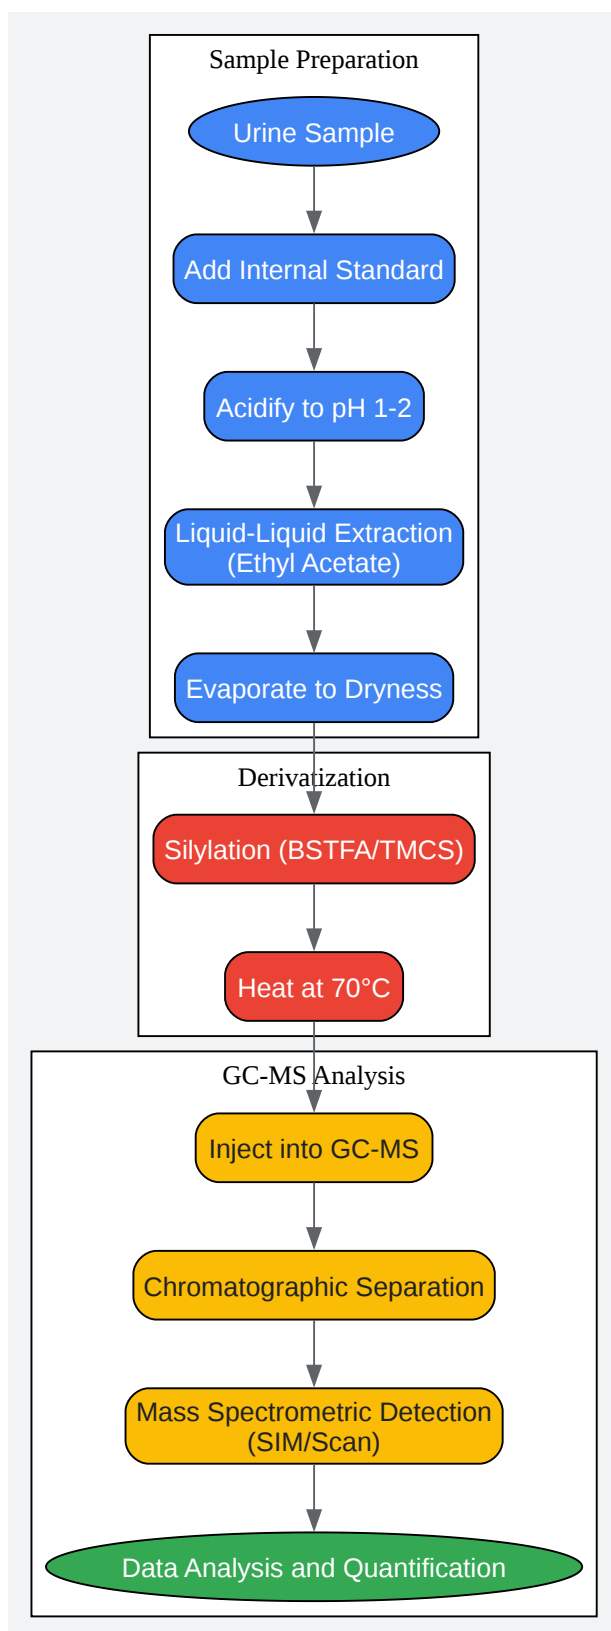 Sample Preparation
Urine Sample
Add Internal Standard
Acidify to pH 1-2
Liquid-Liquid Extraction
(Ethyl Acetate)
Evaporate to Dryness
Derivatization
Silylation (BSTFA/TMCS)
Heat at 70°C
GC-MS Analysis
Inject into GC-MS
Chromatographic Separation
Mass Spectrometric Detection
(SIM/Scan)
Data Analysis and Quantification